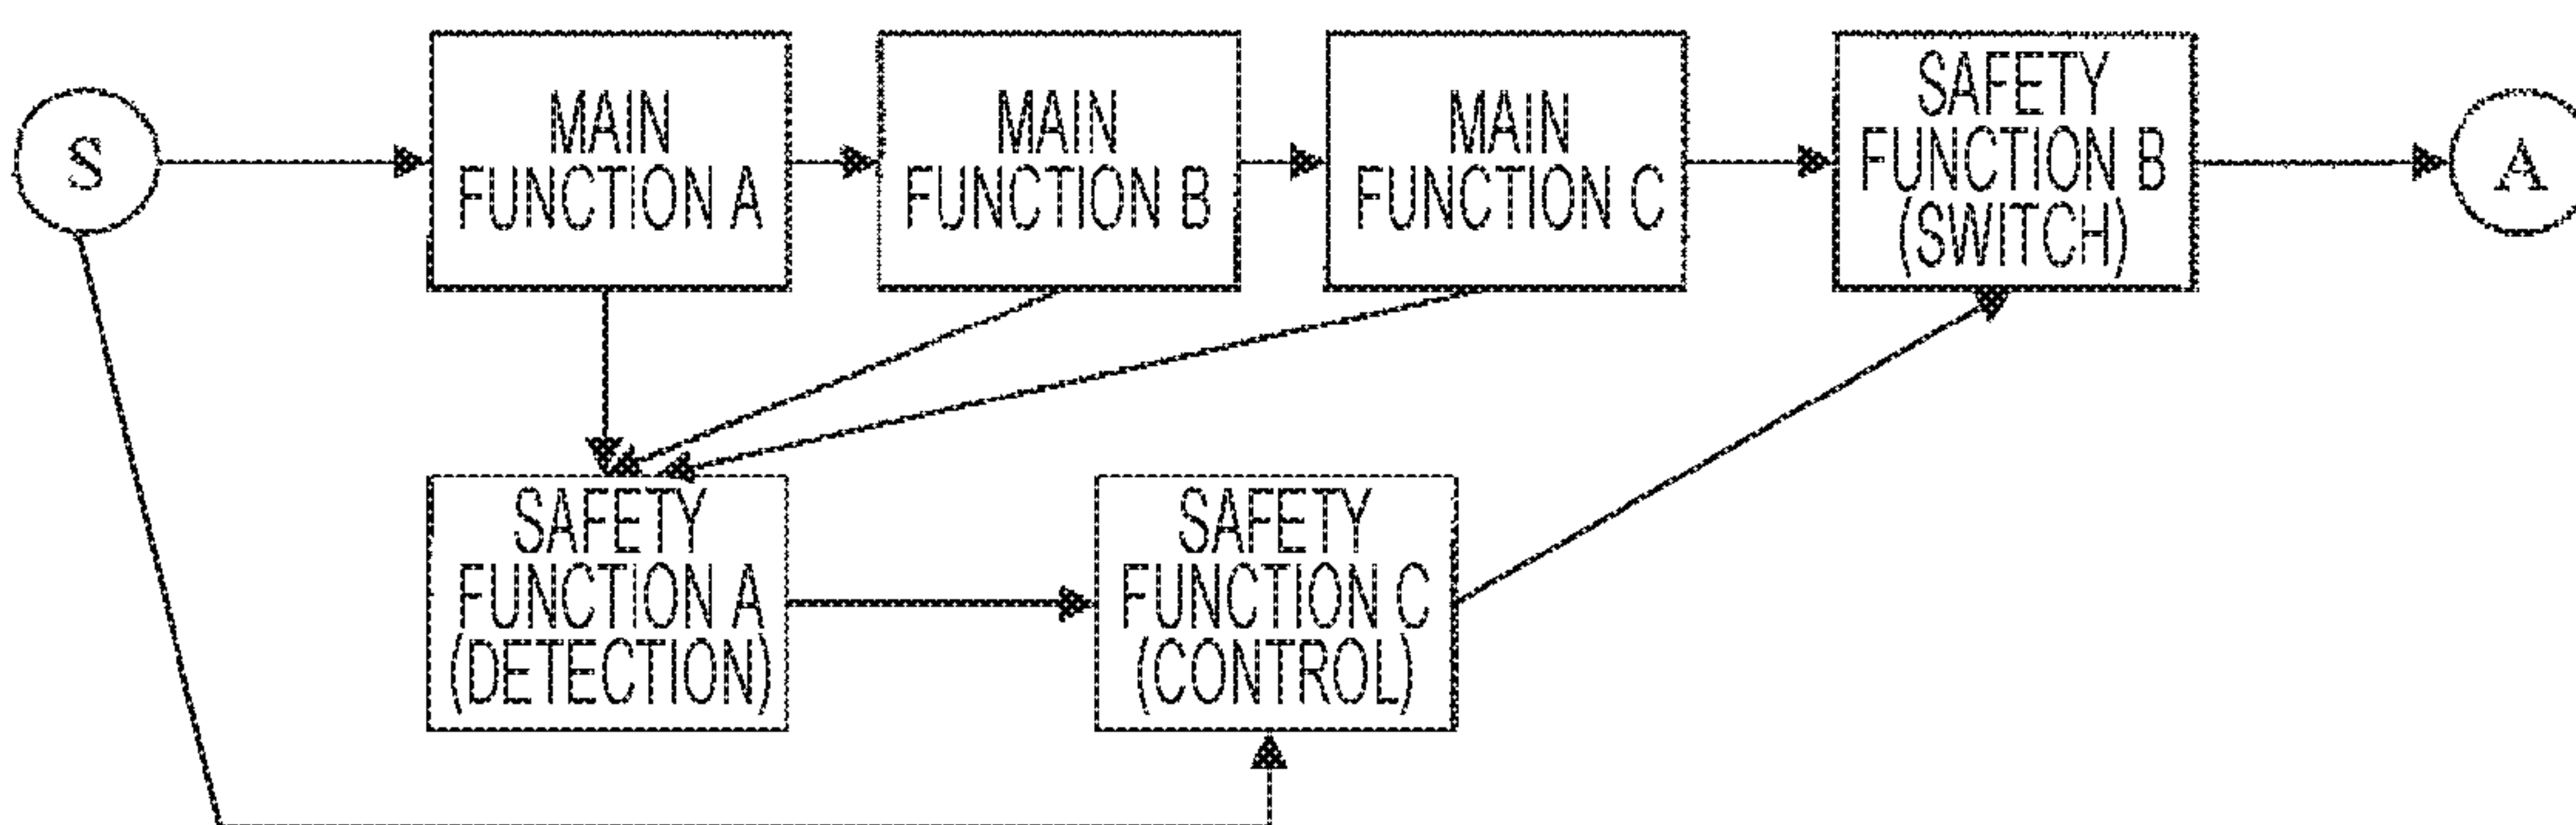 S
MAIN
FUNCTION A
MAIN
FUNCTION B
MAIN
FUNCTION C
SAFETY
FUNCTION B
(SWITCH)
A
SAFETY
FUNCTION A
(DETECTION)
SAFETY
FUNCTION C
(CONTROL)